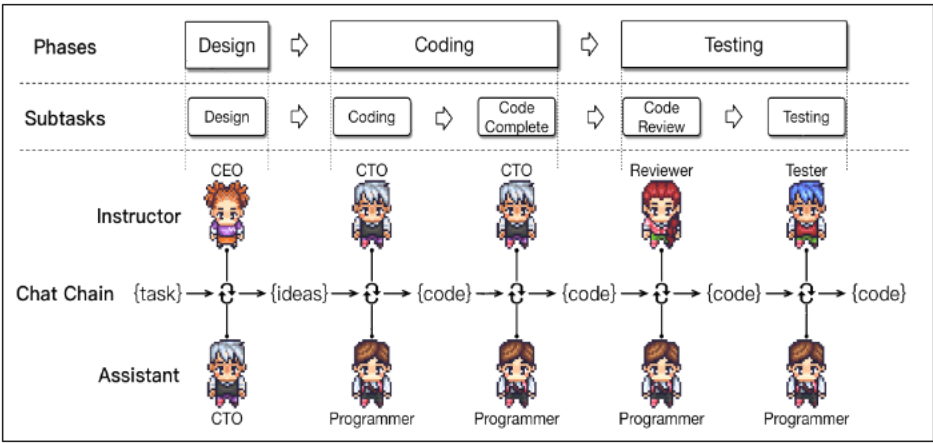 Phases Design Coding Testing
Subtasks Design Coding Code Complete Code Review Testing
CEO CTO CTO Reviewer Tester
Instructor
Chat Chain {task} {ideas} {code} {code} {code} {code}
Assistant
CTO Programmer Programmer Programmer Programmer